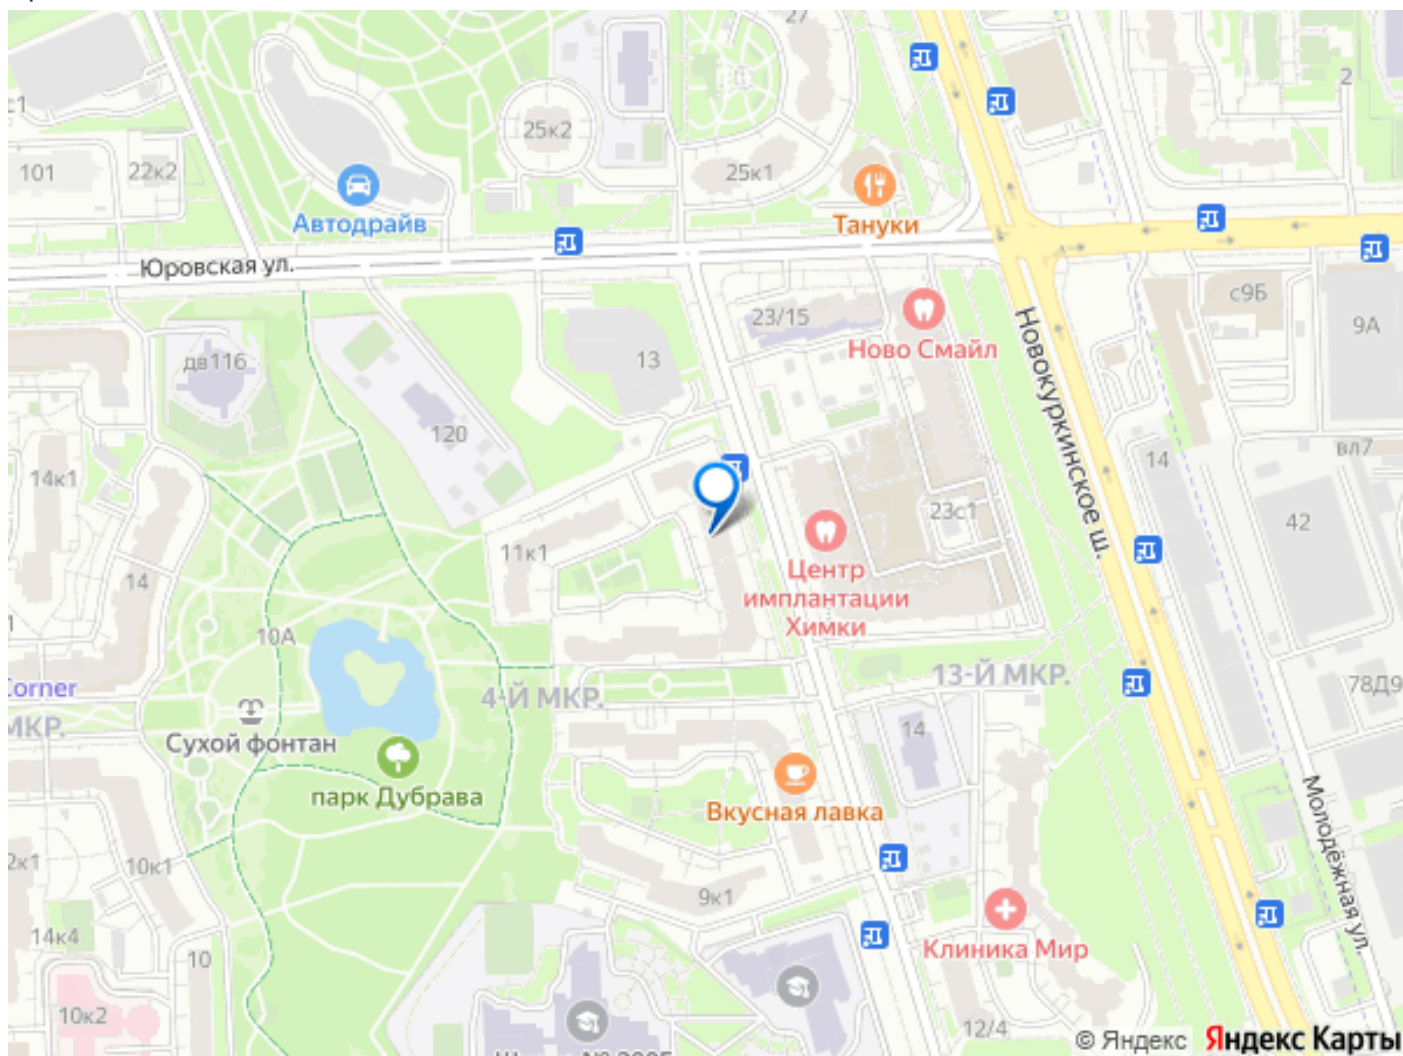 27
2
с1
25к2
101
22к2
25к1
Автодрайв
Тануки
Юровская ул.
с9Б
23/15
9А
Ново Смайл
Новокуркинское ш.
дв116
13
120
14к1
вл7
14
23с1
42
11к1
Центр
имплантации
Химки
14
10А
Corner
4-Й МКР.
13-Й МКР.
78Д9
МКР.
Сухой фонтан
14
парк Дубрава
Вкусная лавка
Молодёжная ул.
2к1
10к1
9к1
14к4
10
Клиника Мир
10к2
12/4
© Яндекс Яндекс Карты